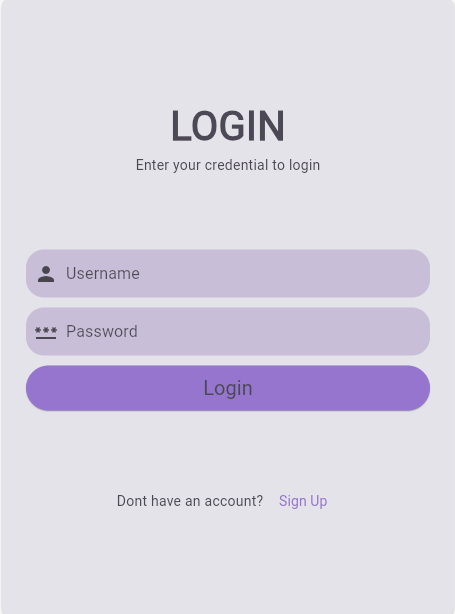 LOGIN
Enter your credential to login
Username
Password
Login
Dont have an account? Sign Up